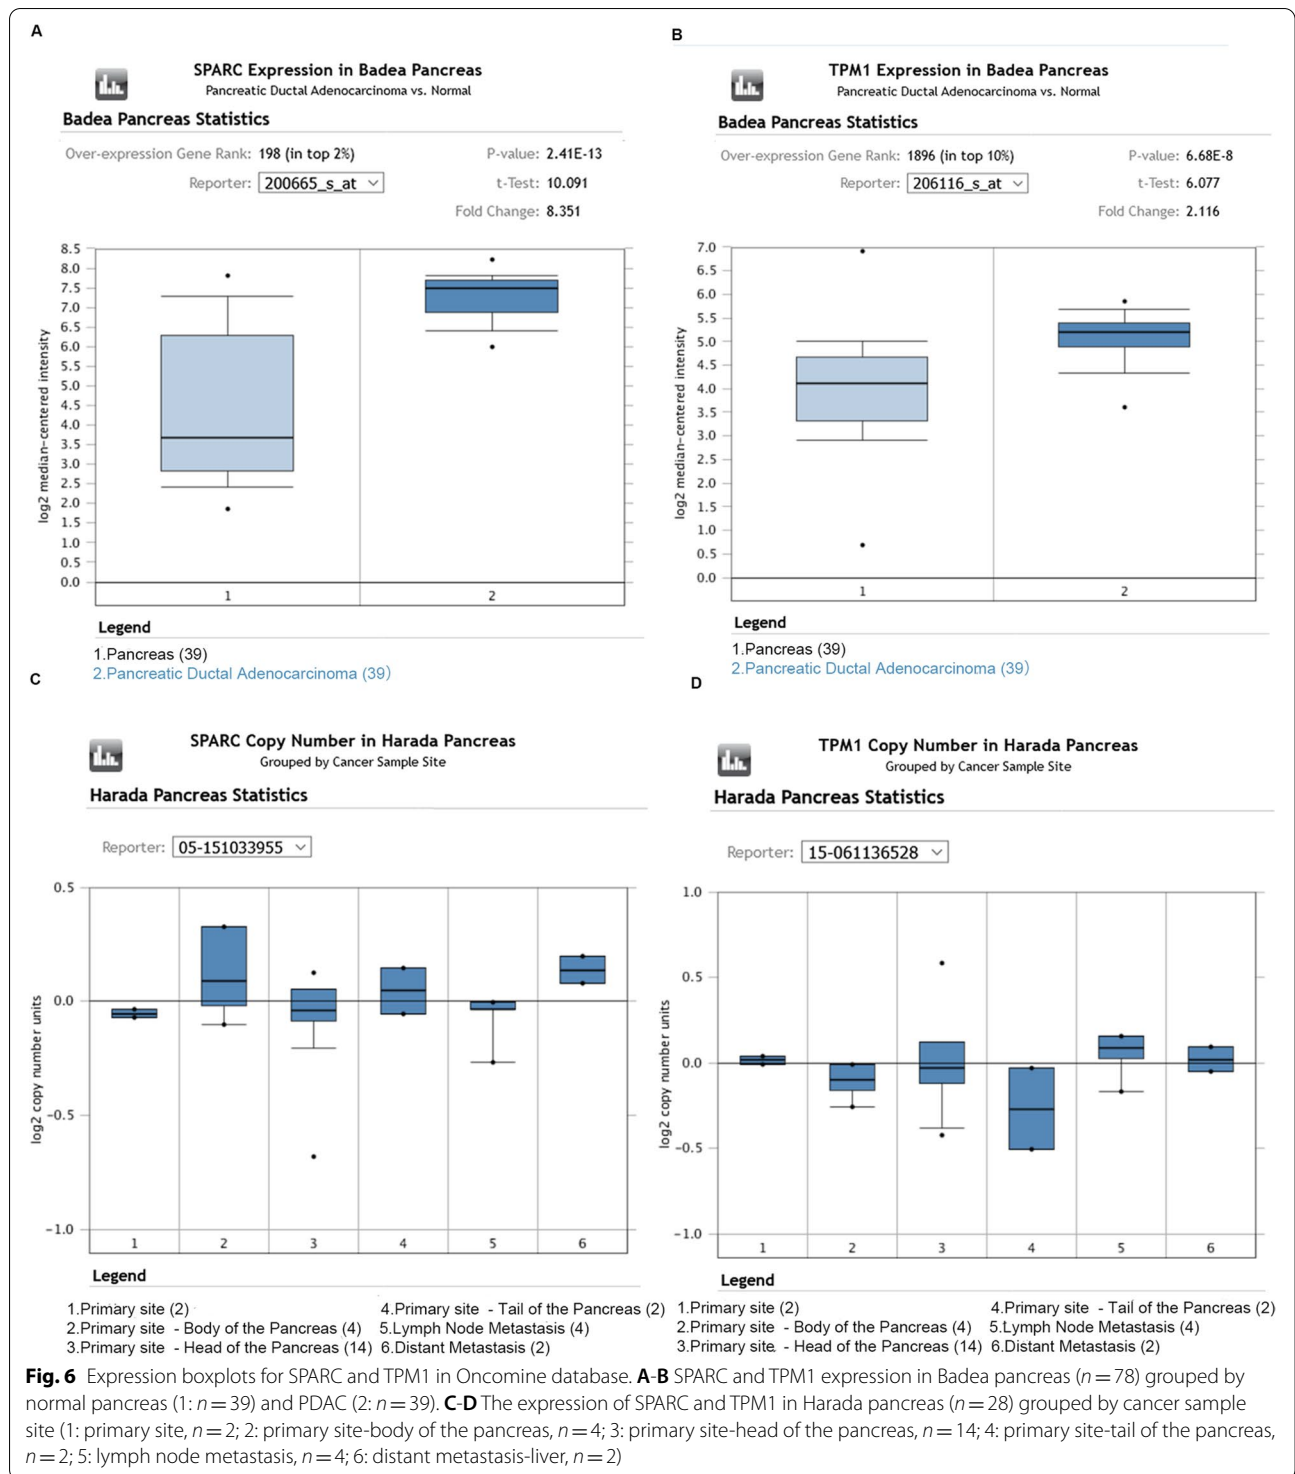 A
SPARC Expression in Badea Pancreas
Pancreatic Ductal Adenocarcinoma vs. Normal
Badea Pancreas Statistics
Over-expression Gene Rank: 198 (in top 2%)
P-value: 2.41E-13
Reporter: 200665_s_at
t-Test: 10.091
Fold Change: 8.351
8.5
8.0
7.5
7.0
6.5
6.0
5.5
5.0
4.5
4.0
3.5
3.0
2.5
2.0
1.5
1.0
0.5
0.0
log2 median-centered intensity
1
2
Legend
1.Pancreas (39)
2.Pancreatic Ductal Adenocarcinoma (39)
B
TPM1 Expression in Badea Pancreas
Pancreatic Ductal Adenocarcinoma vs. Normal
Badea Pancreas Statistics
Over-expression Gene Rank: 1896 (in top 10%)
P-value: 6.68E-8
Reporter: 206116_s_at
t-Test: 6.077
Fold Change: 2.116
7.0
6.5
6.0
5.5
5.0
4.5
4.0
3.5
3.0
2.5
2.0
1.5
1.0
0.5
0.0
log2 median-centered intensity
1
2
Legend
1.Pancreas (39)
2.Pancreatic Ductal Adenocarcinoma (39)
C
SPARC Copy Number in Harada Pancreas
Grouped by Cancer Sample Site
Harada Pancreas Statistics
Reporter: 05-151033955
0.5
0.0
−0.5
−1.0
log2 copy number units
1
2
3
4
5
6
Legend
1.Primary site (2)
2.Primary site - Body of the Pancreas (4)
3.Primary site - Head of the Pancreas (14)
4.Primary site - Tail of the Pancreas (2)
5.Lymph Node Metastasis (4)
6.Distant Metastasis (2)
D
TPM1 Copy Number in Harada Pancreas
Grouped by Cancer Sample Site
Harada Pancreas Statistics
Reporter: 15-061136528
1.0
0.5
0.0
−0.5
−1.0
log2 copy number units
1
2
3
4
5
6
Legend
1.Primary site (2)
2.Primary site - Body of the Pancreas (4)
3.Primary site - Head of the Pancreas (14)
4.Primary site - Tail of the Pancreas (2)
5.Lymph Node Metastasis (4)
6.Distant Metastasis (2)
Fig. 6 Expression boxplots for SPARC and TPM1 in Oncomine database. A-B SPARC and TPM1 expression in Badea pancreas (n = 78) grouped by
normal pancreas (1: n = 39) and PDAC (2: n = 39). C-D The expression of SPARC and TPM1 in Harada pancreas (n = 28) grouped by cancer sample
site (1: primary site, n = 2; 2: primary site-body of the pancreas, n = 4; 3: primary site-head of the pancreas, n = 14; 4: primary site-tail of the pancreas,
n = 2; 5: lymph node metastasis, n = 4; 6: distant metastasis-liver, n = 2)